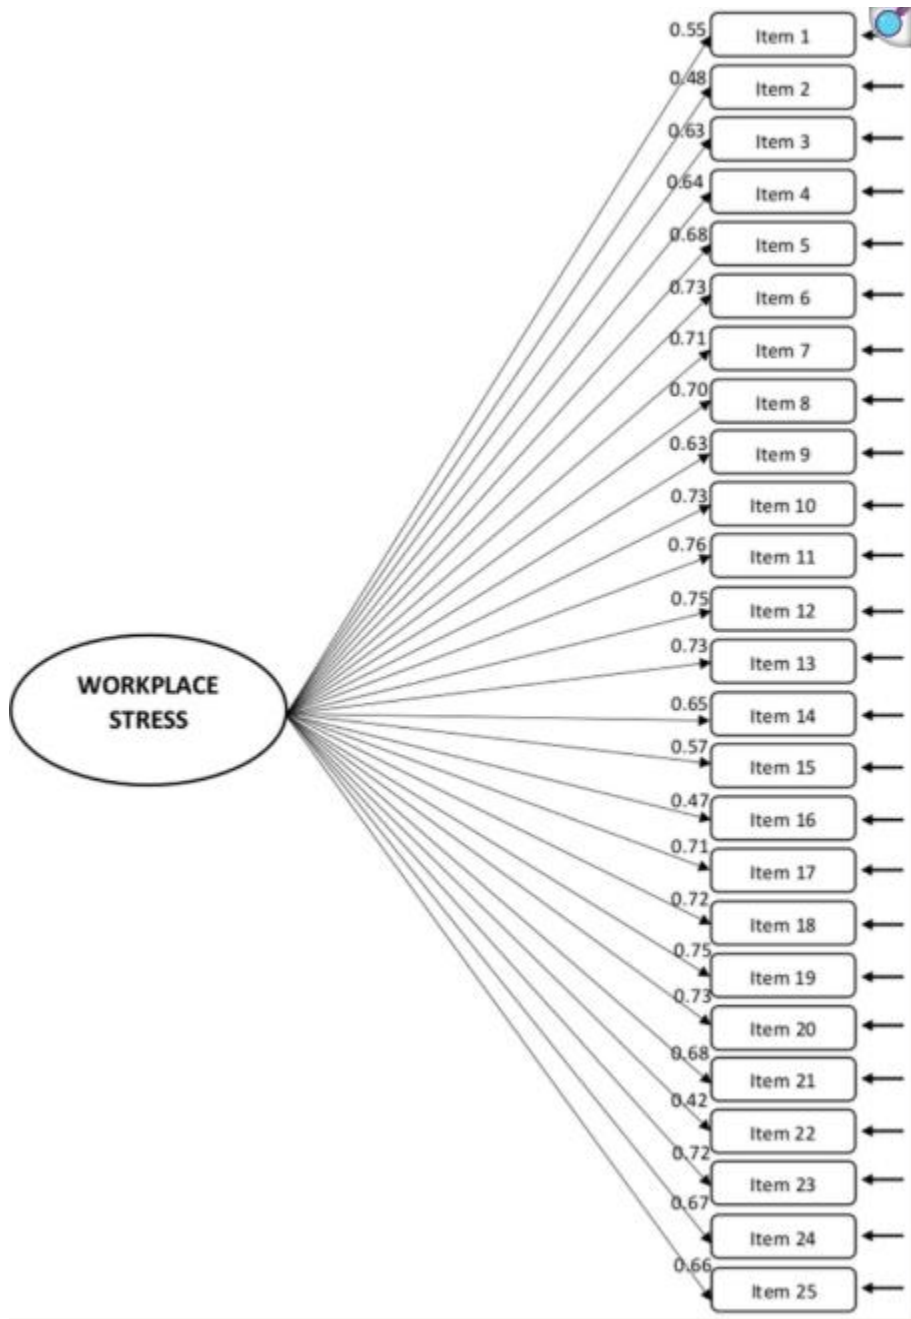 0.55 Item 1
0.48 Item 2
0.63 Item 3
0.64 Item 4
0.68 Item 5
0.73 Item 6
0.71 Item 7
0.70 Item 8
0.63 Item 9
0.73 Item 10
0.76 Item 11
0.75 Item 12
0.73 Item 13
WORKPLACE
STRESS
0.65 Item 14
0.57 Item 15
0.47 Item 16
0.71 Item 17
0.72 Item 18
0.75 Item 19
0.73 Item 20
0.68 Item 21
0.42 Item 22
0.72 Item 23
0.67 Item 24
0.66 Item 25